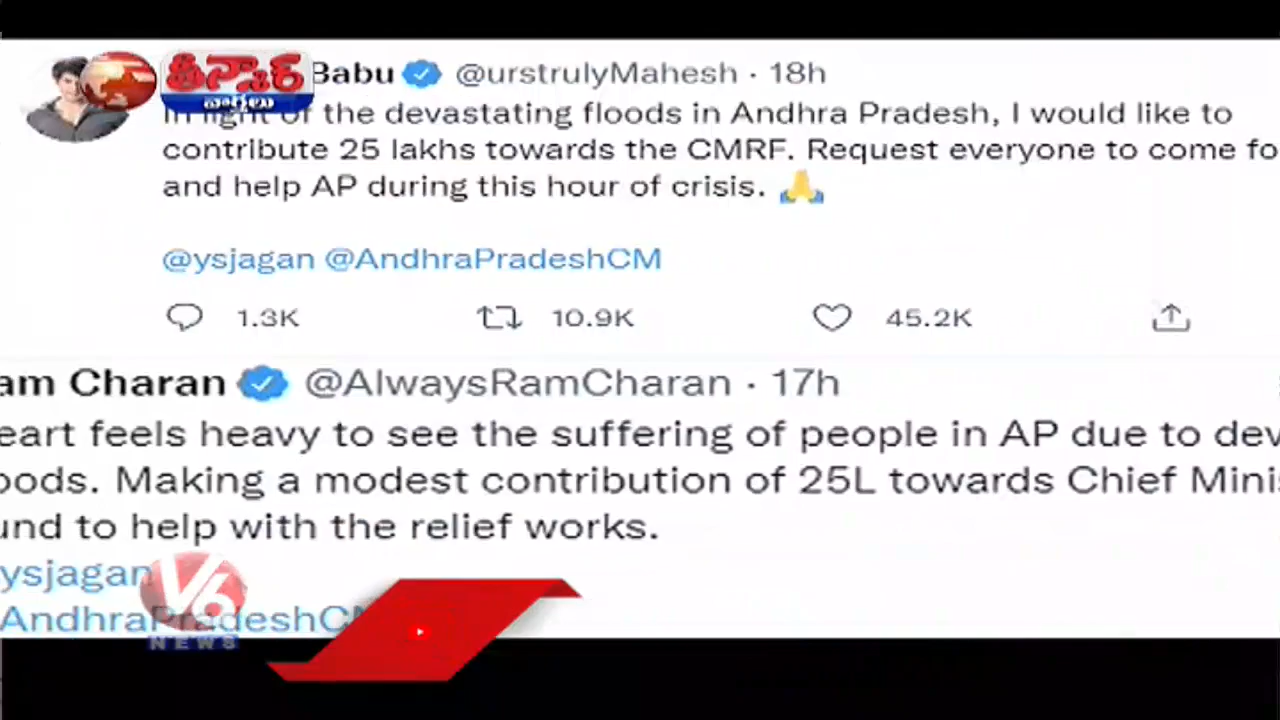 తీన్మార్
వార్తలు
Babu @urstrulyMahesh · 18h
In light of the devastating floods in Andhra Pradesh, I would like to
contribute 25 lakhs towards the CMRF. Request everyone to come fo
and help AP during this hour of crisis. 🙏
@ysjagan @AndhraPradeshCM
1.3K 10.9K 45.2K
am Charan @AlwaysRamCharan · 17h
eart feels heavy to see the suffering of people in AP due to dev
oods. Making a modest contribution of 25L towards Chief Minis
und to help with the relief works.
ysjagan
AndhraPradeshC
V6
NEWS